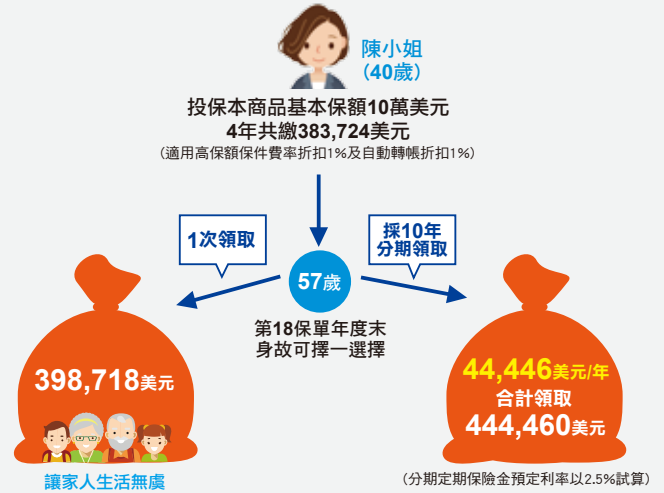 陳小姐
(40歲)
投保本商品基本保額10萬美元
4年共繳383,724美元
(適用高保額保件費率折扣1%及自動轉帳折扣1%)
1次領取
採10年
分期領取
57歲
第18保單年度末
身故可擇一選擇
398,718美元
讓家人生活無虞
44,446美元/年
合計領取
444,460美元
(分期定期保險金預定利率以2.5%試算)